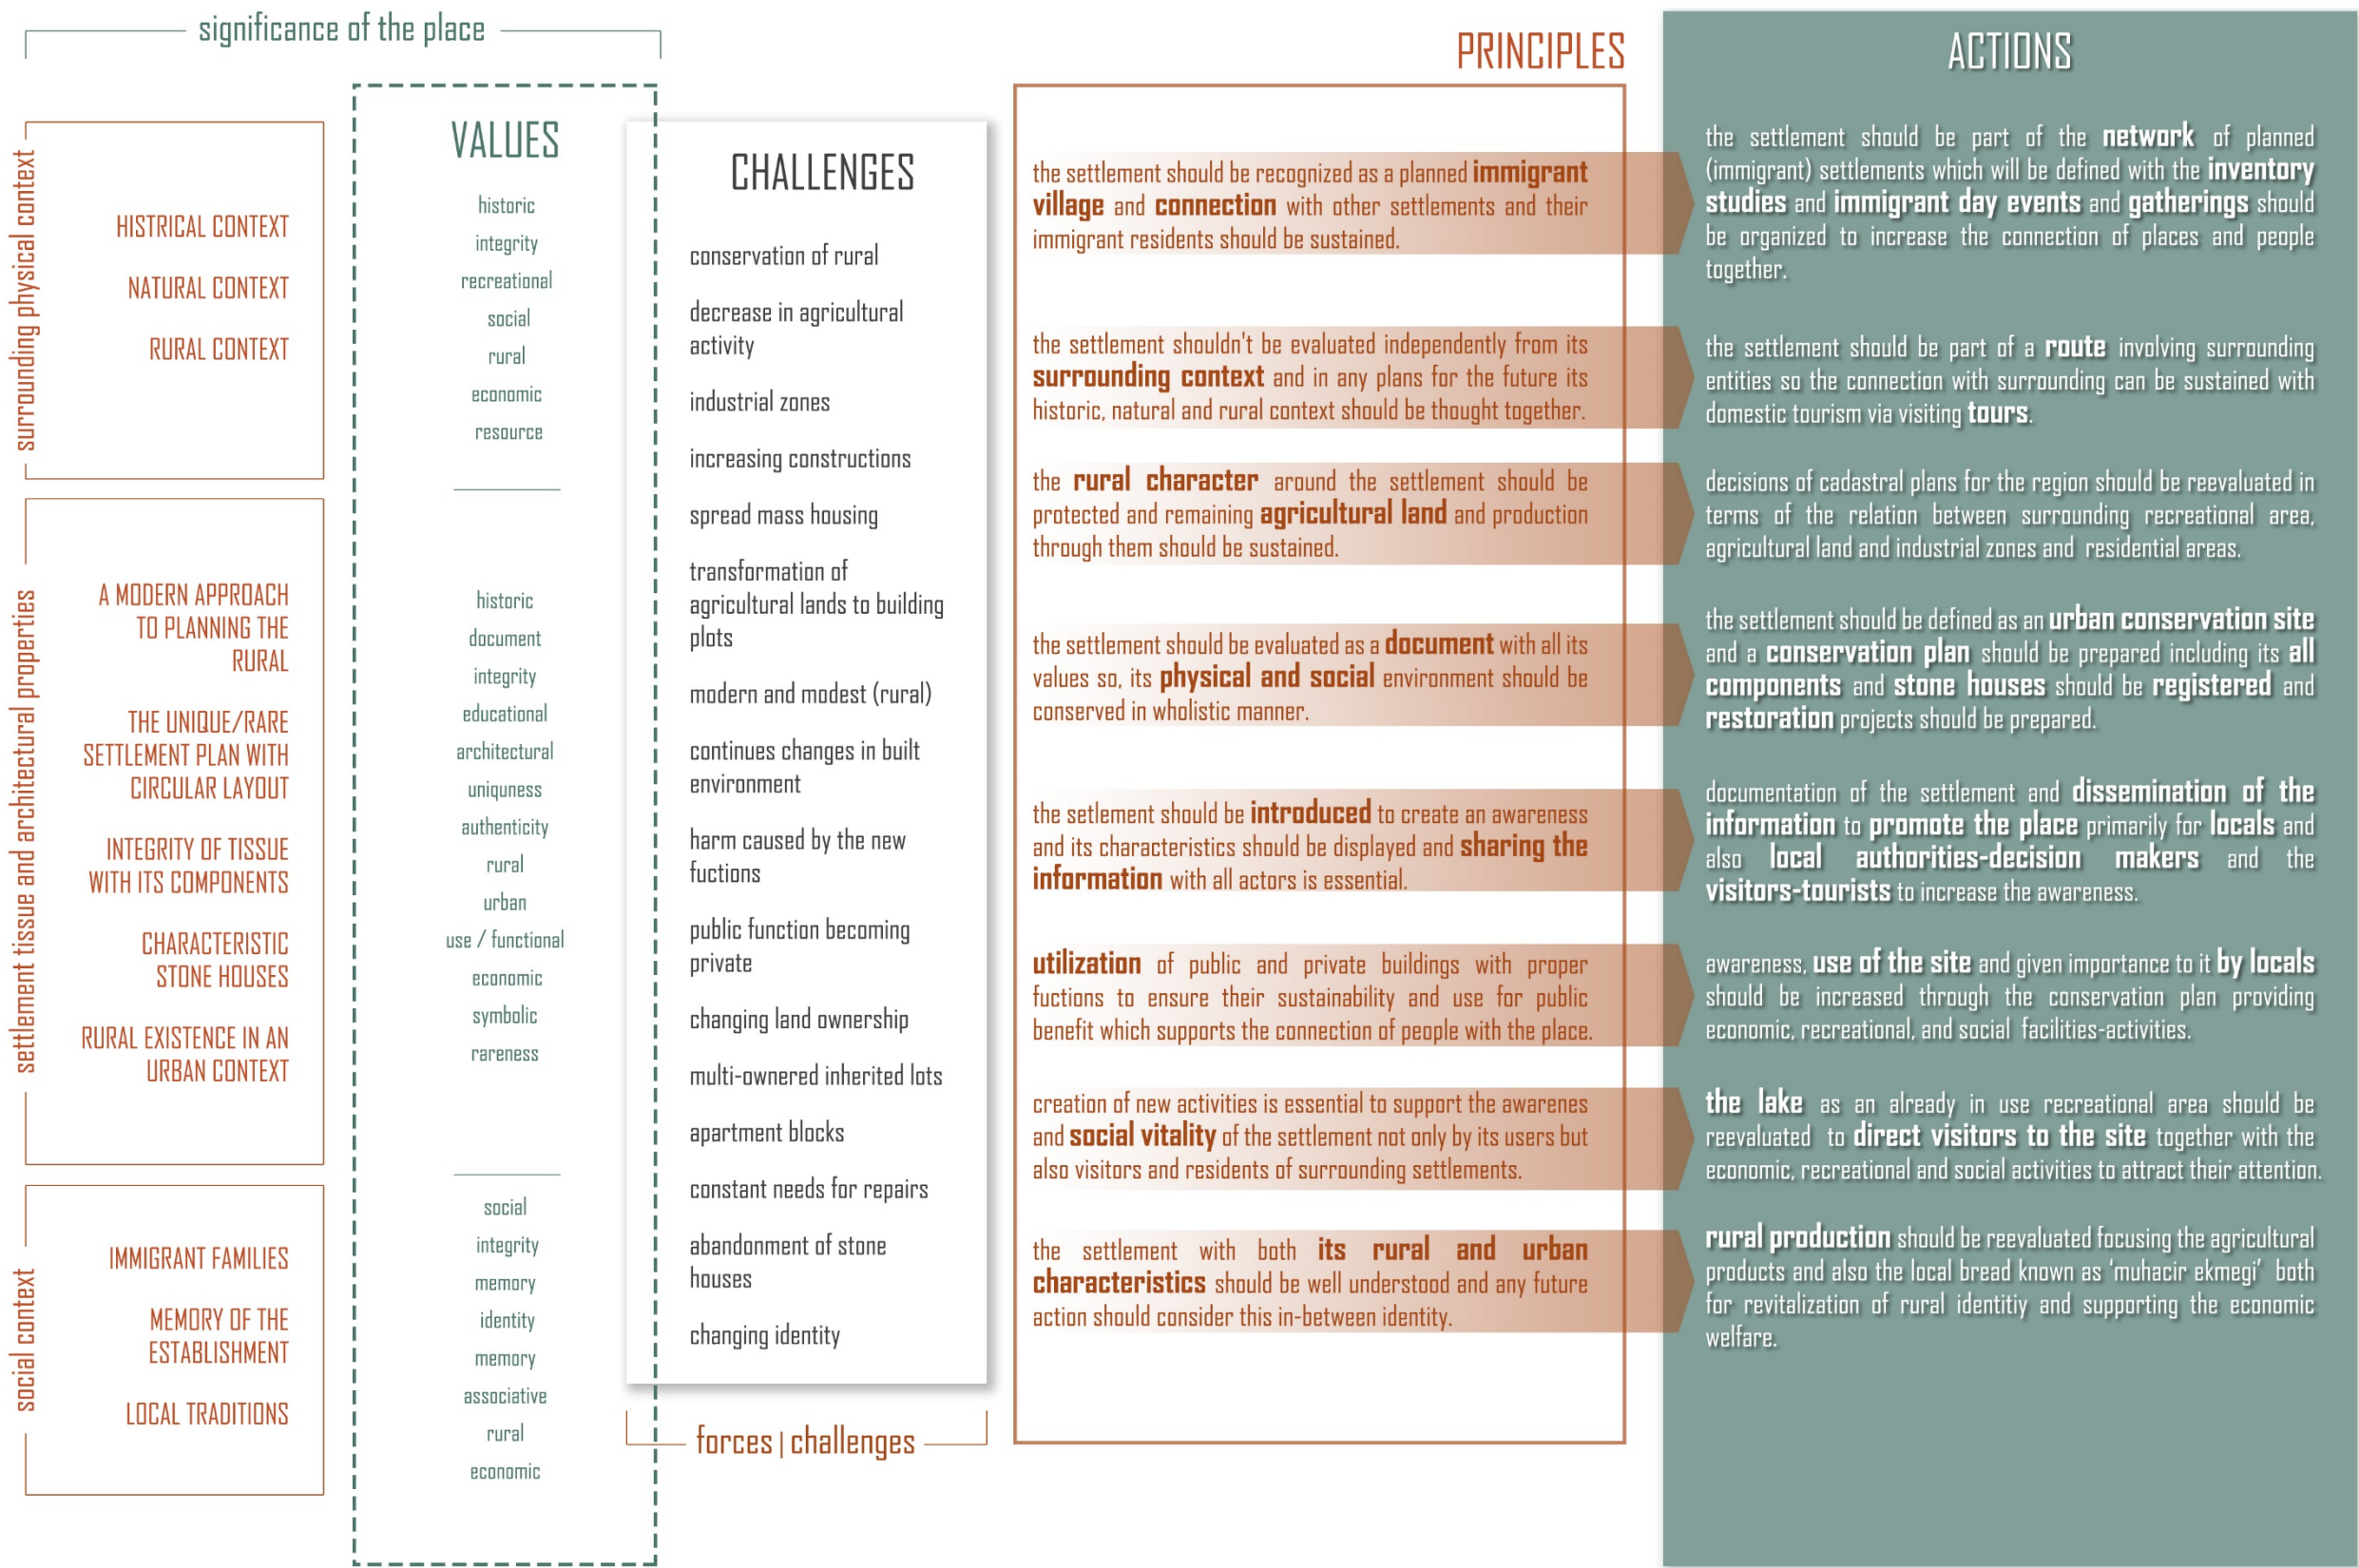 significance of the place
surrounding physical context
HISTRICAL CONTEXT
NATURAL CONTEXT
RURAL CONTEXT
settlement tissue and architectural properties
A MODERN APPROACH
TO PLANNING THE
RURAL
THE UNIQUE/RARE
SETTLEMENT PLAN WITH
CIRCULAR LAYOUT
INTEGRITY OF TISSUE
WITH ITS COMPONENTS
CHARACTERISTIC
STONE HOUSES
RURAL EXISTENCE IN AN
URBAN CONTEXT
social context
IMMIGRANT FAMILIES
MEMORY OF THE
ESTABLISHMENT
LOCAL TRADITIONS
VALUES
historic
integrity
recreational
social
rural
economic
resource
historic
document
integrity
educational
architectural
uniquness
authenticity
rural
urban
use / functional
economic
symbolic
rareness
social
integrity
memory
identity
memory
associative
rural
economic
CHALLENGES
conservation of rural
decrease in agricultural
activity
industrial zones
increasing constructions
spread mass housing
transformation of
agricultural lands to building
plots
modern and modest (rural)
continues changes in built
environment
harm caused by the new
fuctions
public function becoming
private
changing land ownership
multi-ownered inherited lots
apartment blocks
constant needs for repairs
abandonment of stone
houses
changing identity
forces | challenges
PRINCIPLES
the settlement should be recognized as a planned immigrant
village and connection with other settlements and their
immigrant residents should be sustained.
the settlement shouldn't be evaluated independently from its
surrounding context and in any plans for the future its
historic, natural and rural context should be thought together.
the rural character around the settlement should be
protected and remaining agricultural land and production
through them should be sustained.
the settlement should be evaluated as a document with all its
values so, its physical and social environment should be
conserved in wholistic manner.
the setlement should be introduced to create an awareness
and its characteristics should be displayed and sharing the
information with all actors is essential.
utilization of public and private buildings with proper
fuctions to ensure their sustainability and use for public
benefit which supports the connection of people with the place.
creation of new activities is essential to support the awarenes
and social vitality of the settlement not only by its users but
also visitors and residents of surrounding settlements.
the settlement with both its rural and urban
characteristics should be well understood and any future
action should consider this in-between identity.
ACTIONS
the settlement should be part of the network of planned
(immigrant) settlements which will be defined with the inventory
studies and immigrant day events and gatherings should
be organized to increase the connection of places and people
together.
the settlement should be part of a route involving surrounding
entities so the connection with surrounding can be sustained with
domestic tourism via visiting tours.
decisions of cadastral plans for the region should be reevaluated in
terms of the relation between surrounding recreational area,
agricultural land and industrial zones and residential areas.
the settlement should be defined as an urban conservation site
and a conservation plan should be prepared including its all
components and stone houses should be registered and
restoration projects should be prepared.
documentation of the settlement and dissemination of the
information to promote the place primarily for locals and
also local authorities-decision makers and the
visitors-tourists to increase the awareness.
awareness, use of the site and given importance to it by locals
should be increased through the conservation plan providing
economic, recreational, and social facilities-activities.
the lake as an already in use recreational area should be
reevaluated to direct visitors to the site together with the
economic, recreational and social activities to attract their attention.
rural production should be reevaluated focusing the agricultural
products and also the local bread known as 'muhacir ekmegi' both
for revitalization of rural identitiy and supporting the economic
welfare.